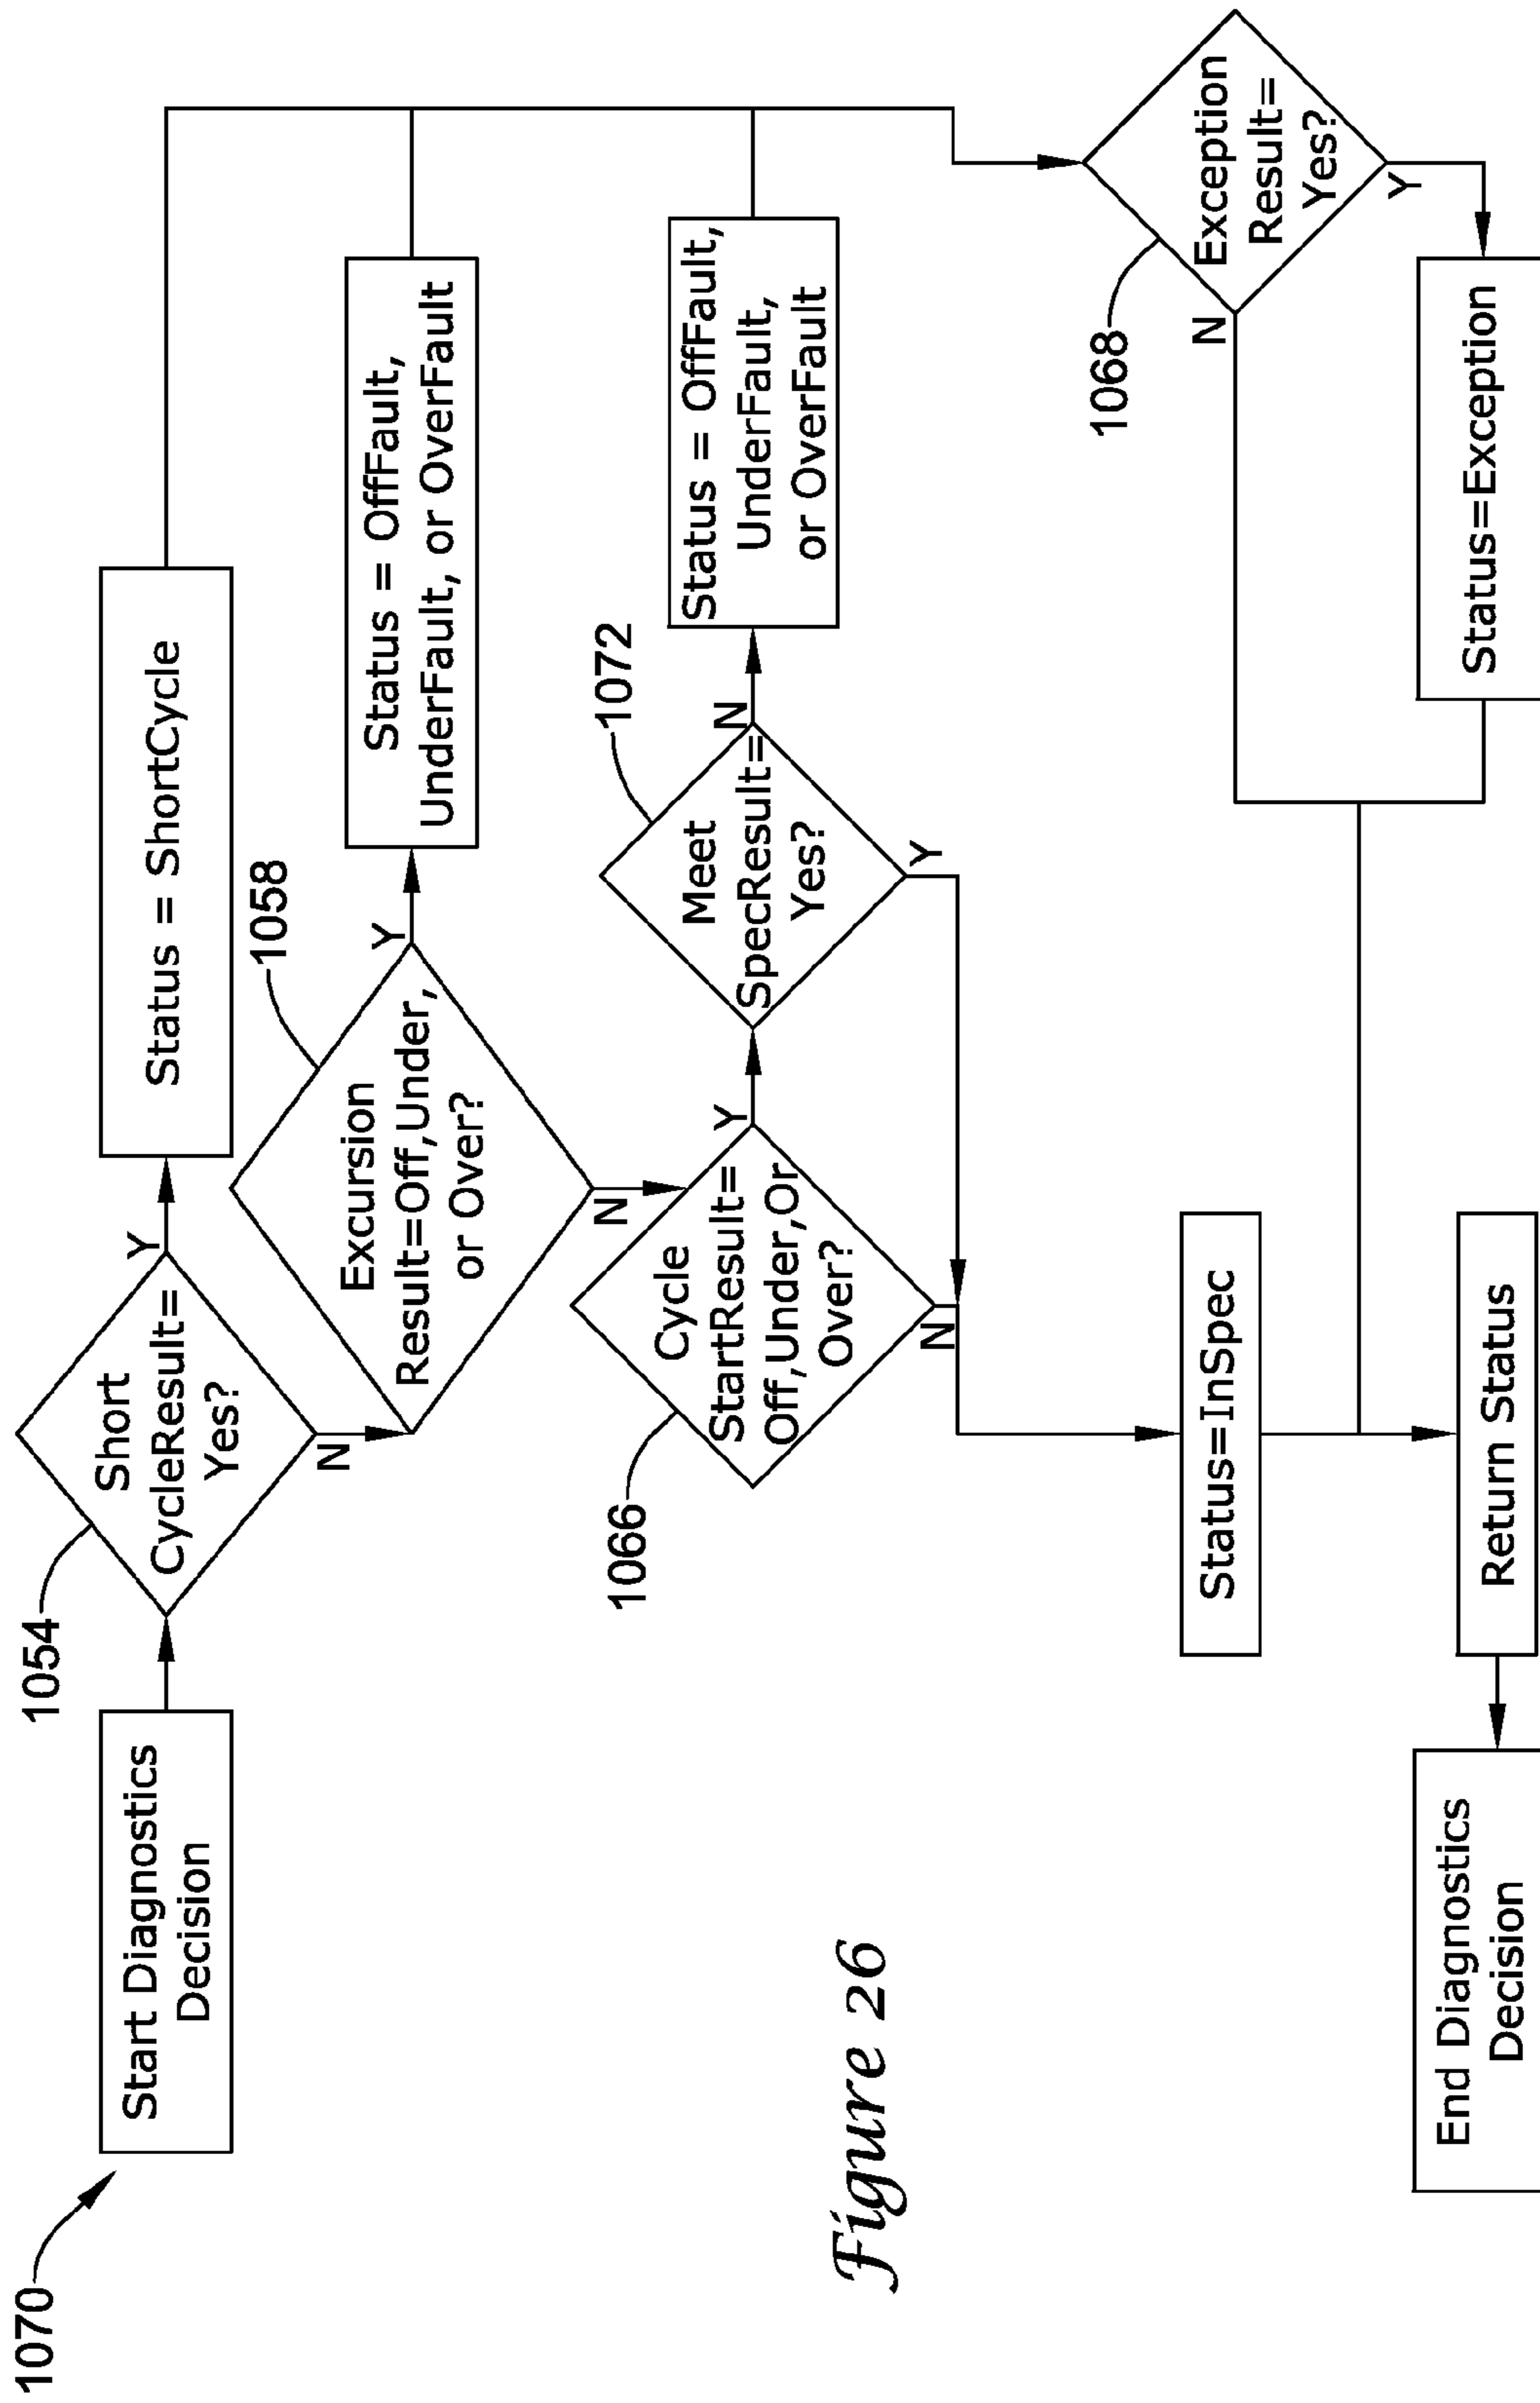 1070
Start Diagnostics
Decision
1054
Short
CycleResult=
Yes?
Y
N
Status = ShortCycle
1058
Excursion
Result=Off,Under,
or Over?
Y
N
Status = OffFault,
UnderFault, or OverFault
1066
Cycle
StartResult=
Off,Under,Or
Over?
Y
N
1072
Meet
SpecResult=
Yes?
N
Y
Status = OffFault,
UnderFault,
or OverFault
1068
Exception
Result=
Yes?
N
Y
Status=InSpec
Status=Exception
Return Status
End Diagnostics
Decision
Figure 26